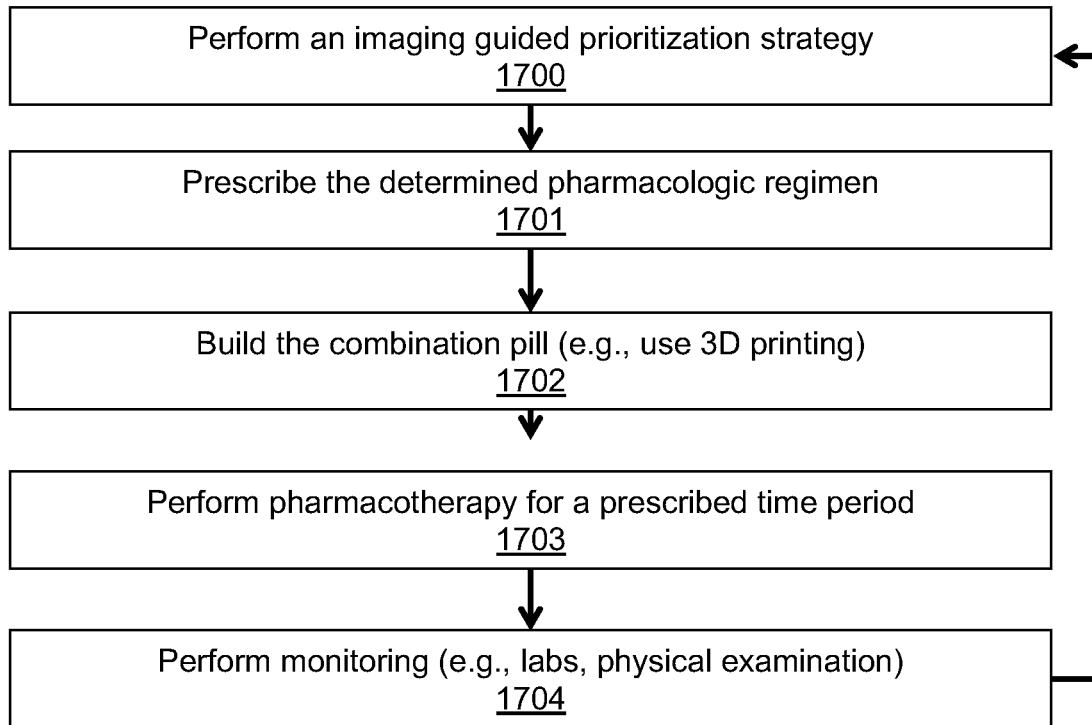 Perform an imaging guided prioritization strategy
1700
Prescribe the determined pharmacologic regimen
1701
Build the combination pill (e.g., use 3D printing)
1702
Perform pharmacotherapy for a prescribed time period
1703
Perform monitoring (e.g., labs, physical examination)
1704